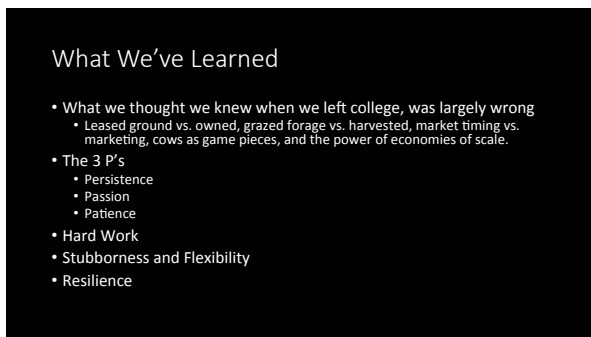 What We’ve Learned
• What we thought we knew when we left college, was largely wrong
• Leased ground vs. owned, grazed forage vs. harvested, market timing vs.
marketing, cows as game pieces, and the power of economies of scale.
• The 3 P’s
• Persistence
• Passion
• Patience
• Hard Work
• Stubborness and Flexibility
• Resilience